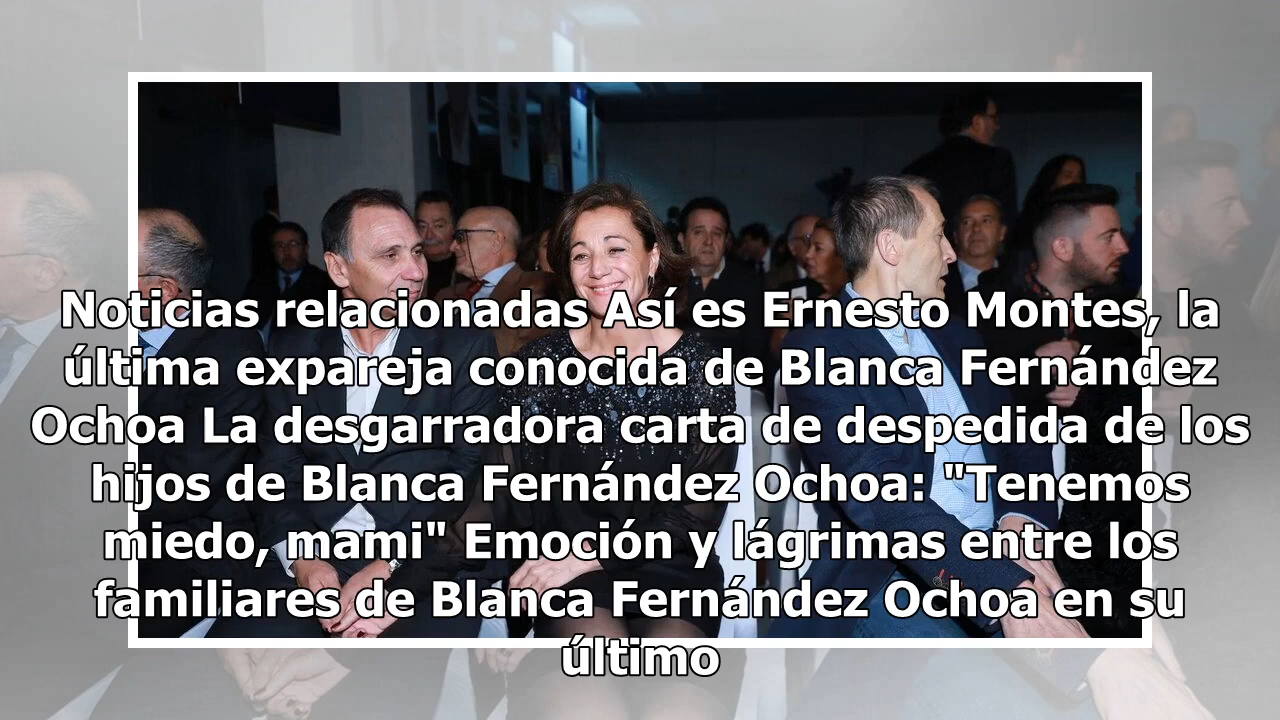 Noticias relacionadas Así es Ernesto Montes, la
última expareja conocida de Blanca Fernández
Ochoa La desgarradora carta de despedida de los
hijos de Blanca Fernández Ochoa: "Tenemos
miedo, mami" Emoción y lágrimas entre los
familiares de Blanca Fernández Ochoa en su
último